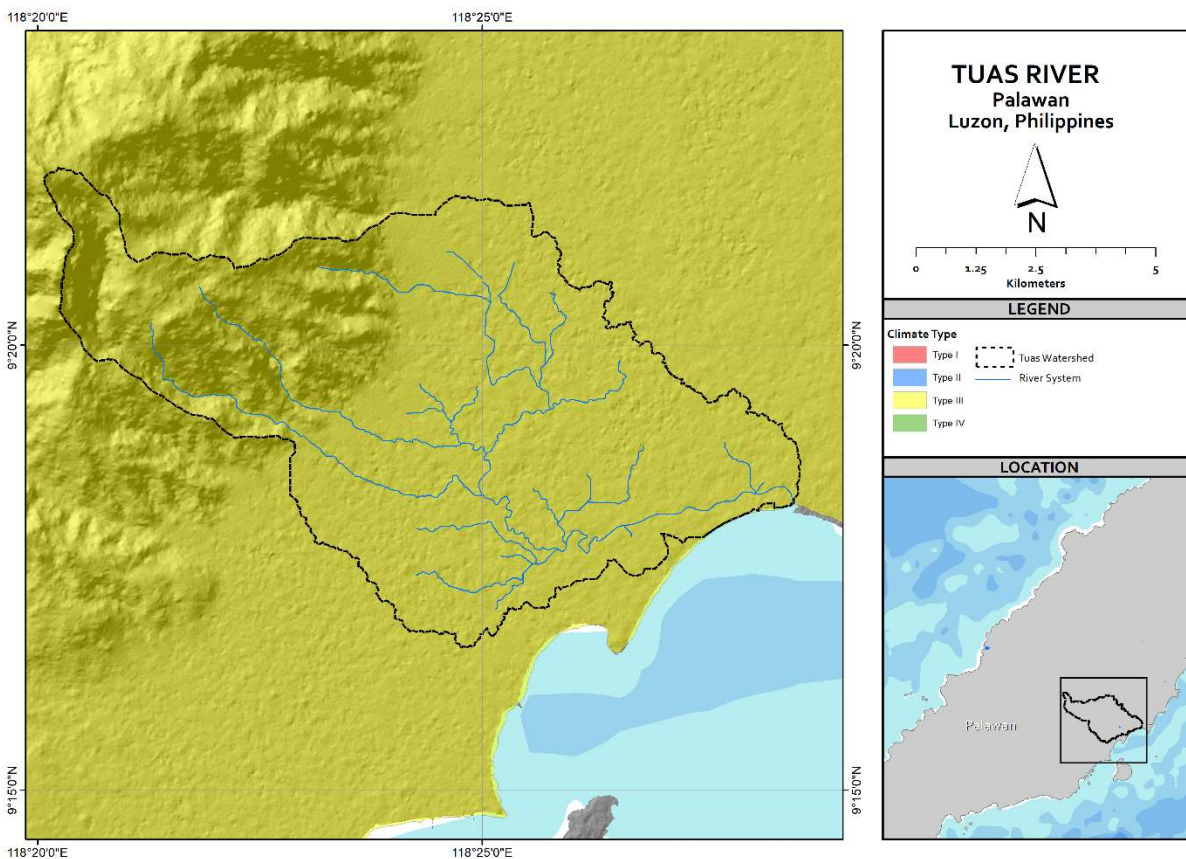 118°20'0"E
118°25'0"E
9°20'0"N
9°20'0"N
9°15'0"N
9°15'0"N
118°20'0"E
118°25'0"E
TUAS RIVER
Palawan
Luzon, Philippines
N
0 1.25 2.5 5
Kilometers
LEGEND
Climate Type
Type I
Type II
Type III
Type IV
Tuas Watershed
River System
LOCATION
Palawan